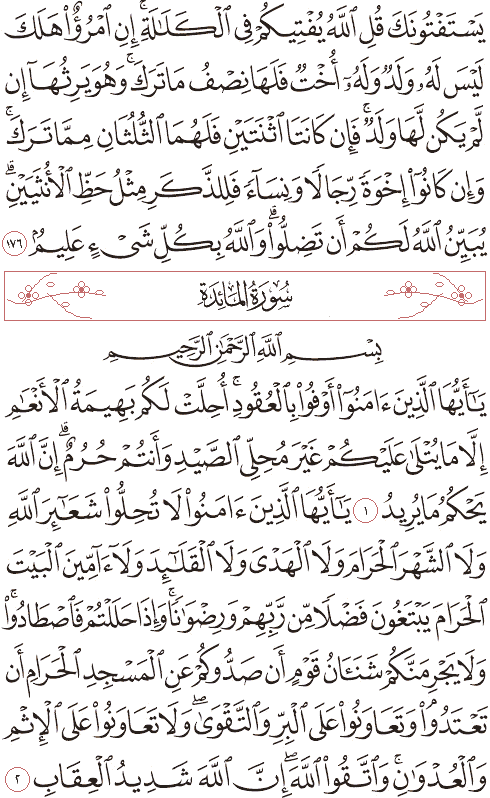 يَسْتَفْتُونَكَ قُلِ ٱللَّهُ يُفْتِيكُمْ فِى ٱلْكَلَٰلَةِ ۚ إِنِ ٱمْرُؤٌا۟ هَلَكَ
لَيْسَ لَهُۥ وَلَدٌ وَلَهُۥٓ أُخْتٌ فَلَهَا نِصْفُ مَا تَرَكَ ۚ وَهُوَ يَرِثُهَآ إِن
لَّمْ يَكُن لَّهَا وَلَدٌ ۚ فَإِن كَانَتَا ٱثْنَتَيْنِ فَلَهُمَا ٱلثُّلُثَانِ مِمَّا تَرَكَ ۚ
وَإِن كَانُوٓا۟ إِخْوَةً رِّجَالًا وَنِسَآءً فَلِلذَّكَرِ مِثْلُ حَظِّ ٱلْأُنثَيَيْنِ ۗ
يُبَيِّنُ ٱللَّهُ لَكُمْ أَن تَضِلُّوا۟ ۗ وَٱللَّهُ بِكُلِّ شَىْءٍ عَلِيمٌۢ ١٧٦
سُورَةُ المَائِدَةِ
بِسْمِ ٱللَّهِ ٱلرَّحْمَٰنِ ٱلرَّحِيمِ
يَٰٓأَيُّهَا ٱلَّذِينَ ءَامَنُوٓا۟ أَوْفُوا۟ بِٱلْعُقُودِ ۚ أُحِلَّتْ لَكُم بَهِيمَةُ ٱلْأَنْعَٰمِ
إِلَّا مَا يُتْلَىٰ عَلَيْكُمْ غَيْرَ مُحِلِّى ٱلصَّيْدِ وَأَنتُمْ حُرُمٌ ۗ إِنَّ ٱللَّهَ
يَحْكُمُ مَا يُرِيدُ ١ يَٰٓأَيُّهَا ٱلَّذِينَ ءَامَنُوا۟ لَا تُحِلُّوا۟ شَعَٰٓئِرَ ٱللَّهِ
وَلَا ٱلشَّهْرَ ٱلْحَرَامَ وَلَا ٱلْهَدْىَ وَلَا ٱلْقَلَٰٓئِدَ وَلَآ ءَآمِّينَ ٱلْبَيْتَ
ٱلْحَرَامَ يَبْتَغُونَ فَضْلًا مِّن رَّبِّهِمْ وَرِضْوَٰنًا ۚ وَإِذَا حَلَلْتُمْ فَٱصْطَادُوا۟ ۚ
وَلَا يَجْرِمَنَّكُمْ شَنَـَٔانُ قَوْمٍ أَن صَدُّوكُمْ عَنِ ٱلْمَسْجِدِ ٱلْحَرَامِ أَن
تَعْتَدُوا۟ ۘ وَتَعَاوَنُوا۟ عَلَى ٱلْبِرِّ وَٱلتَّقْوَىٰ ۖ وَلَا تَعَاوَنُوا۟ عَلَى ٱلْإِثْمِ
وَٱلْعُدْوَٰنِ ۚ وَٱتَّقُوا۟ ٱللَّهَ ۖ إِنَّ ٱللَّهَ شَدِيدُ ٱلْعِقَابِ ٢